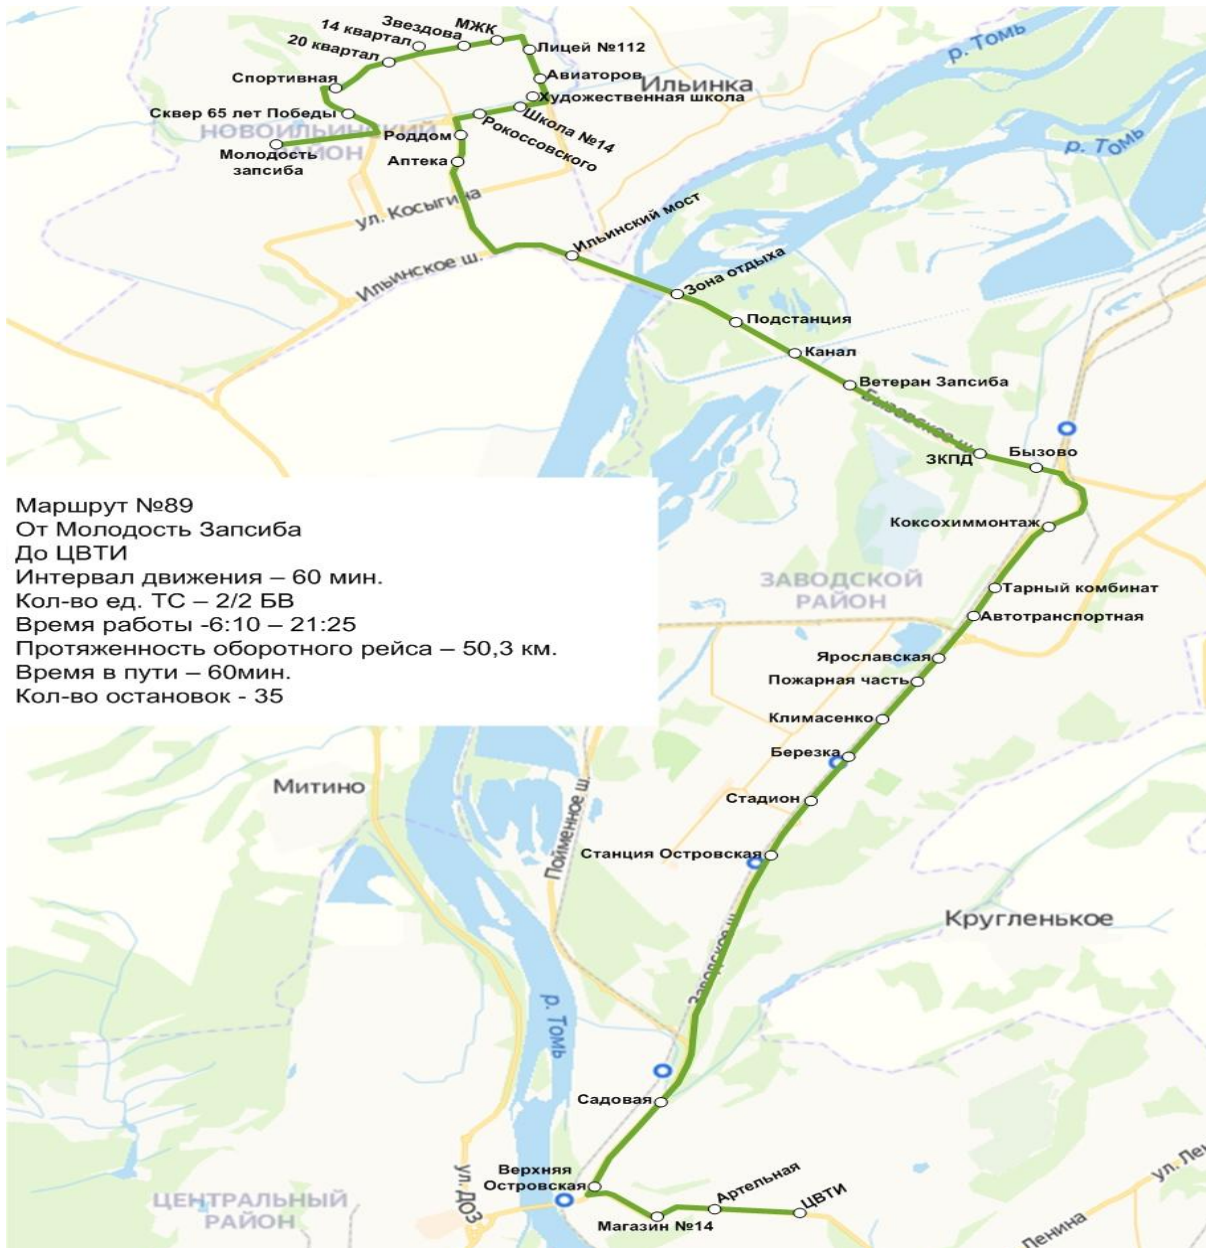 Звездова
МЖК
14 квартал
20 квартал
Лицей №112
р. Томь
Спортивная
Авиаторов
Ильинка
Художественная школа
Сквер 65 лет Победы
НОВОИЛЬИНСКИЙ
РАЙОН
Школа №14
Рокоссовского
Роддом
р. Томь
Молодость
запсиба
Аптека
ул. Косыгина
Ильинский мост
Ильинское ш.
Зона отдыха
Подстанция
Канал
Ветеран Запсиба
Бызовское ш.
ЗКПД
Бызово
Маршрут №89
От Молодость Запсиба
До ЦВТИ
Интервал движения – 60 мин.
Кол-во ед. ТС – 2/2 БВ
Время работы -6:10 – 21:25
Протяженность оборотного рейса – 50,3 км.
Время в пути – 60мин.
Кол-во остановок - 35
Коксохиммонтаж
ЗАВОДСКОЙ
РАЙОН
Тарный комбинат
Автотранспортная
Ярославская
Пожарная часть
Климасенко
Березка
Митино
Стадион
Пойменное ш.
Станция Островская
Кругленькое
Заводское ш.
р. Томь
Садовая
Верхняя
Островская
ул. ДОЗ
Артельная
ЦВТИ
Магазин №14
ЦЕНТРАЛЬНЫЙ
РАЙОН
ул. Лен
Ленина